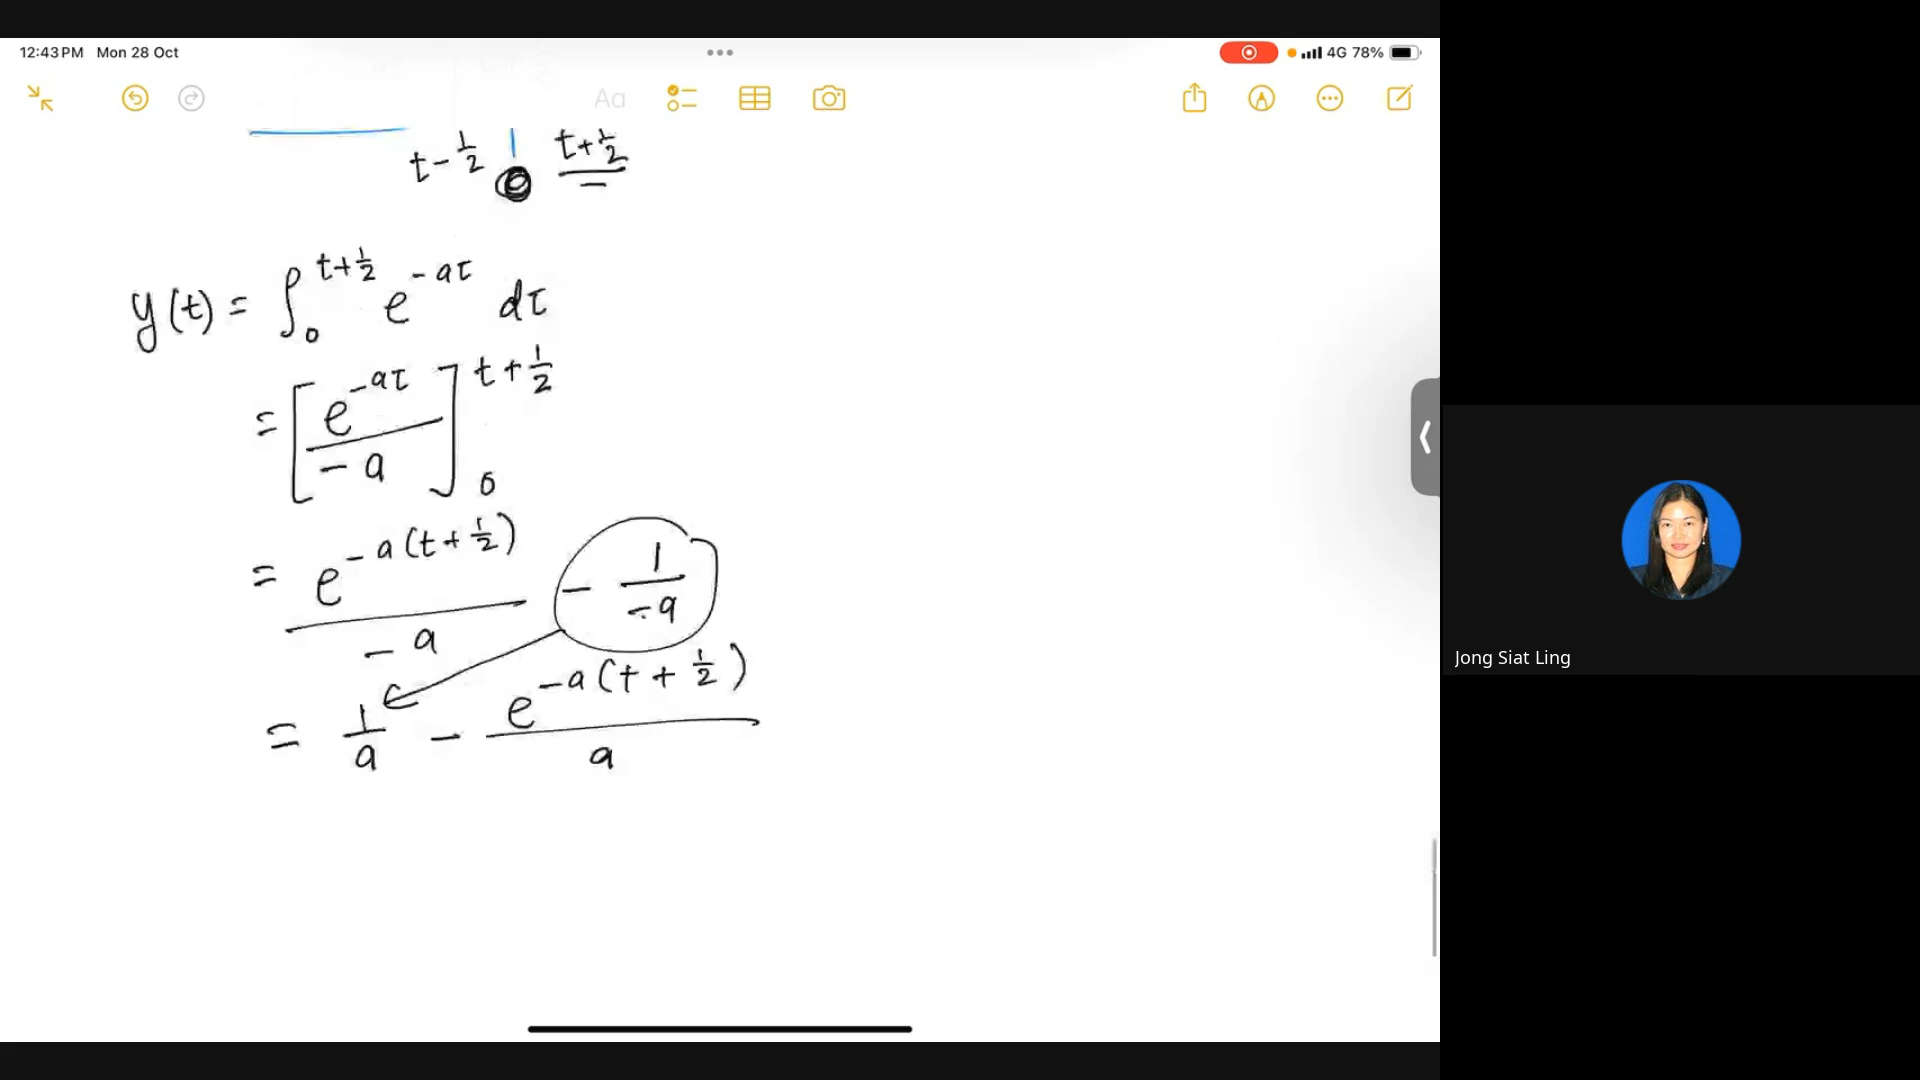 12:43 PM Mon 28 Oct
4G 78%
Aa
t - 1/2 0 t + 1/2
y(t) = ∫₀^(t+1/2) e^(-aτ) dτ
= [e^(-aτ) / -a]₀^(t+1/2)
= e^(-a(t+1/2)) / -a - 1 / -a
= 1/a - e^(-a(t+1/2)) / a
Jong Siat Ling